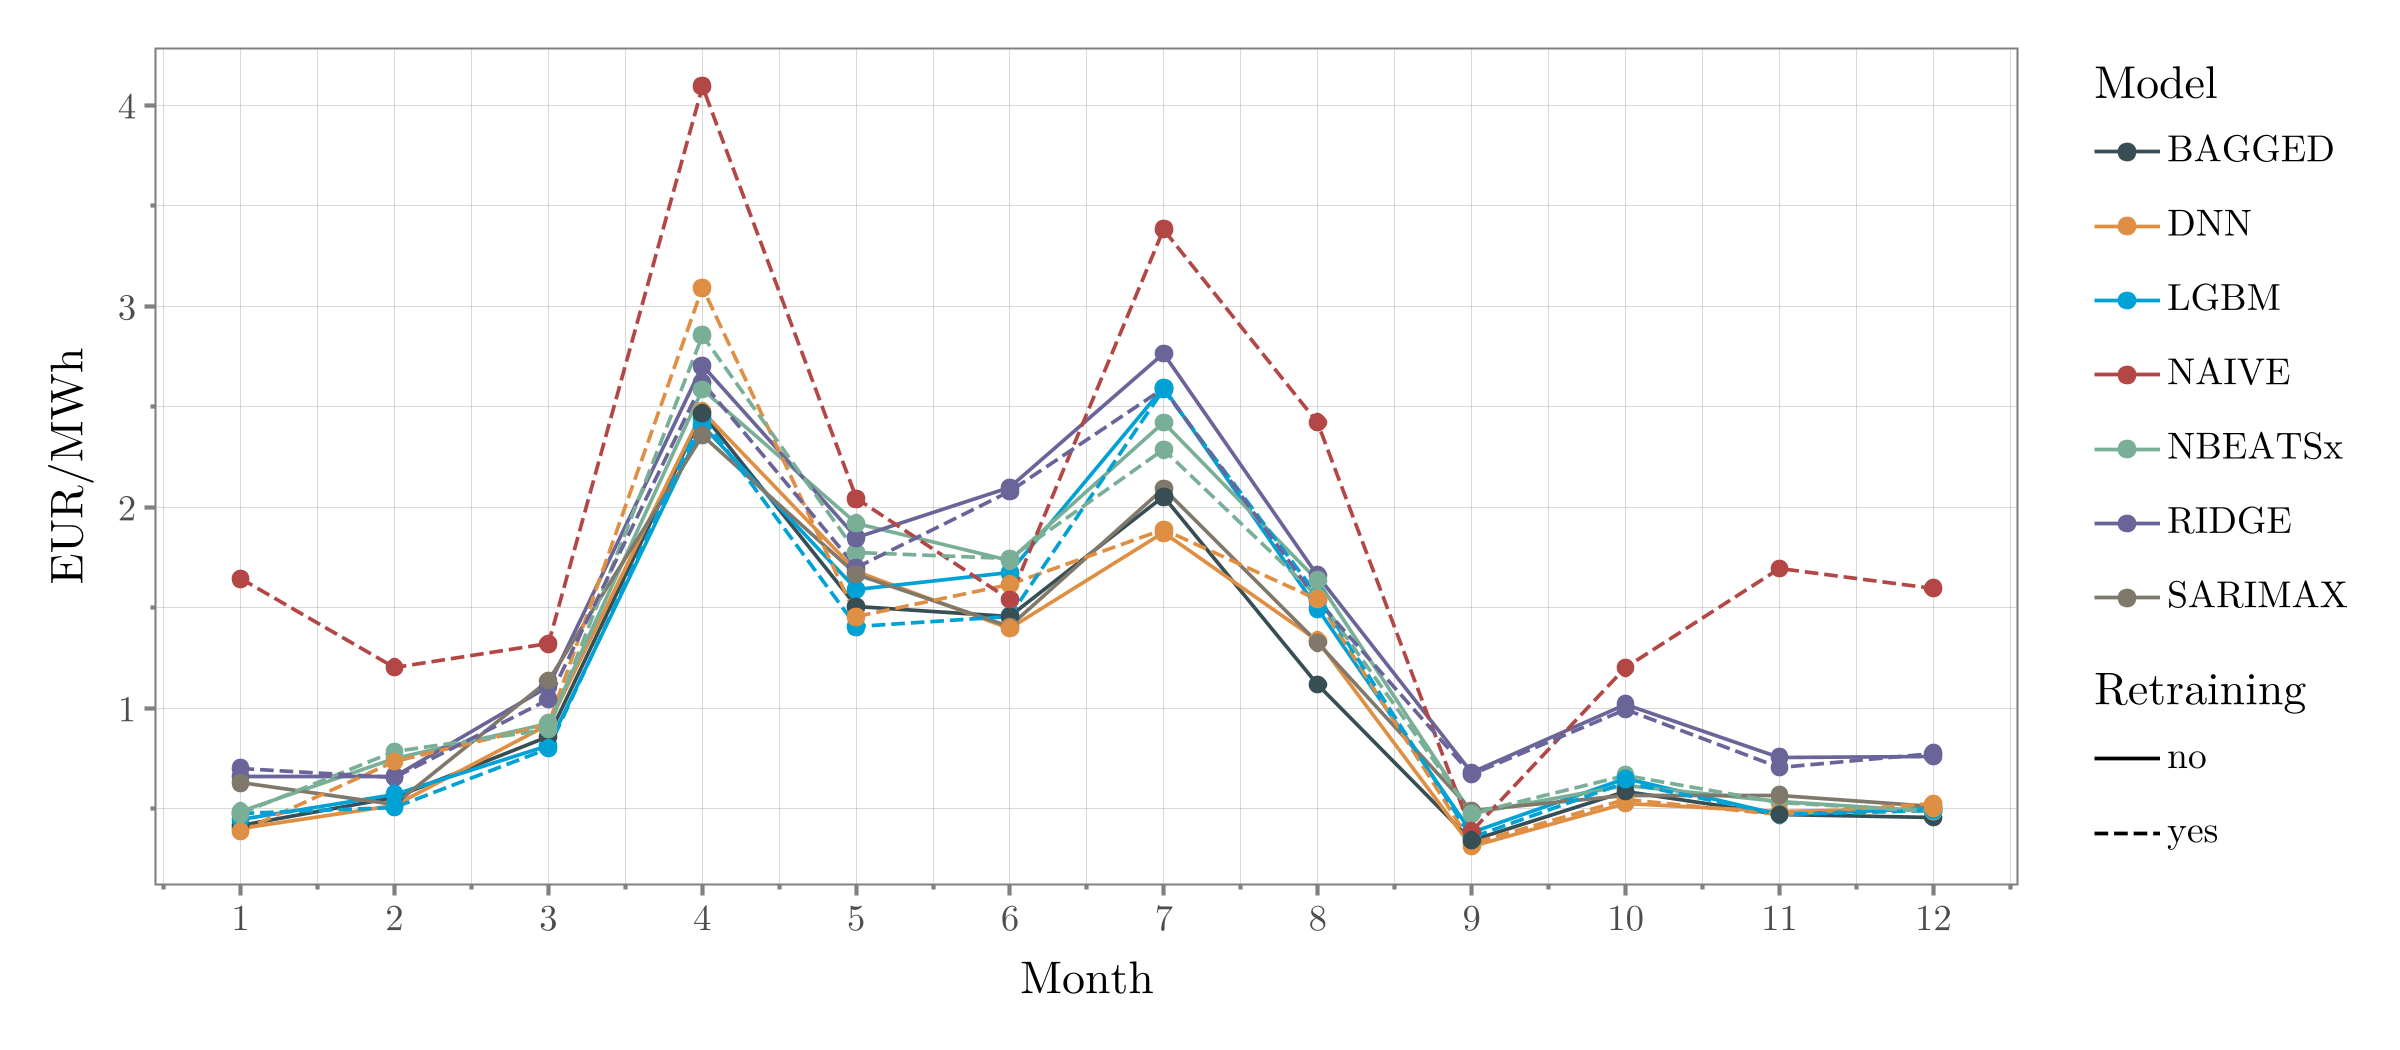 EUR/MWh
4
3
2
1
1 2 3 4 5 6 7 8 9 10 11 12
Month
Model
BAGGED
DNN
LGBM
NAIVE
NBEATSx
RIDGE
SARIMAX
Retraining
no
yes